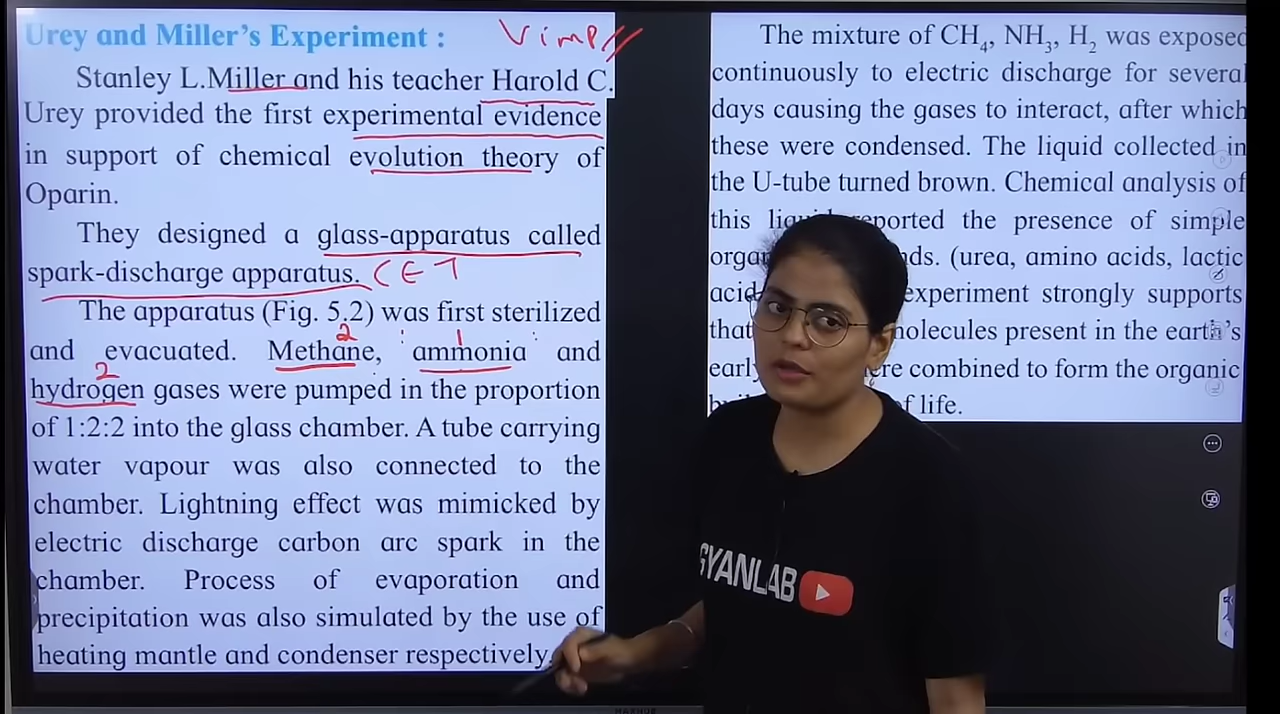 Urey and Miller's Experiment :
V imp //
Stanley L.Miller and his teacher Harold C.
Urey provided the first experimental evidence
in support of chemical evolution theory of
Oparin.
They designed a glass-apparatus called
spark-discharge apparatus. CET
The apparatus (Fig. 5.2) was first sterilized
2 1
and evacuated. Methane, ammonia and
2
hydrogen gases were pumped in the proportion
of 1:2:2 into the glass chamber. A tube carrying
water vapour was also connected to the
chamber. Lightning effect was mimicked by
electric discharge carbon arc spark in the
chamber. Process of evaporation and
precipitation was also simulated by the use of
heating mantle and condenser respectively.
The mixture of CH4, NH3, H2 was exposed
continuously to electric discharge for several
days causing the gases to interact, after which
these were condensed. The liquid collected in
the U-tube turned brown. Chemical analysis of
this reported the presence of simple
(urea, amino acids, lactic
experiment strongly supports
that present in the earth's
combined to form the organic
of life.
GYANLAB